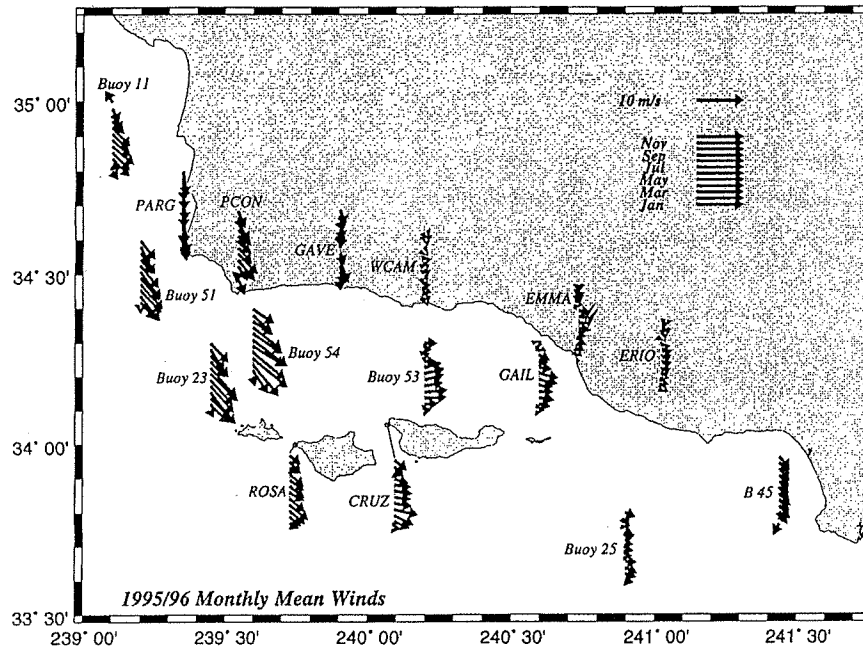 Buoy 11
35° 00'
10 m/s
Nov
Sep
Jul
May
Mar
Jan
PARG
PCON
GAVE
WCAM
34° 30'
Buoy 51
EMMA
Buoy 54
ERIO
Buoy 23
Buoy 53
GAIL
34° 00'
ROSA
CRUZ
B 45
Buoy 25
1995/96 Monthly Mean Winds
33° 30'
239° 00' 239° 30' 240° 00' 240° 30' 241° 00' 241° 30'